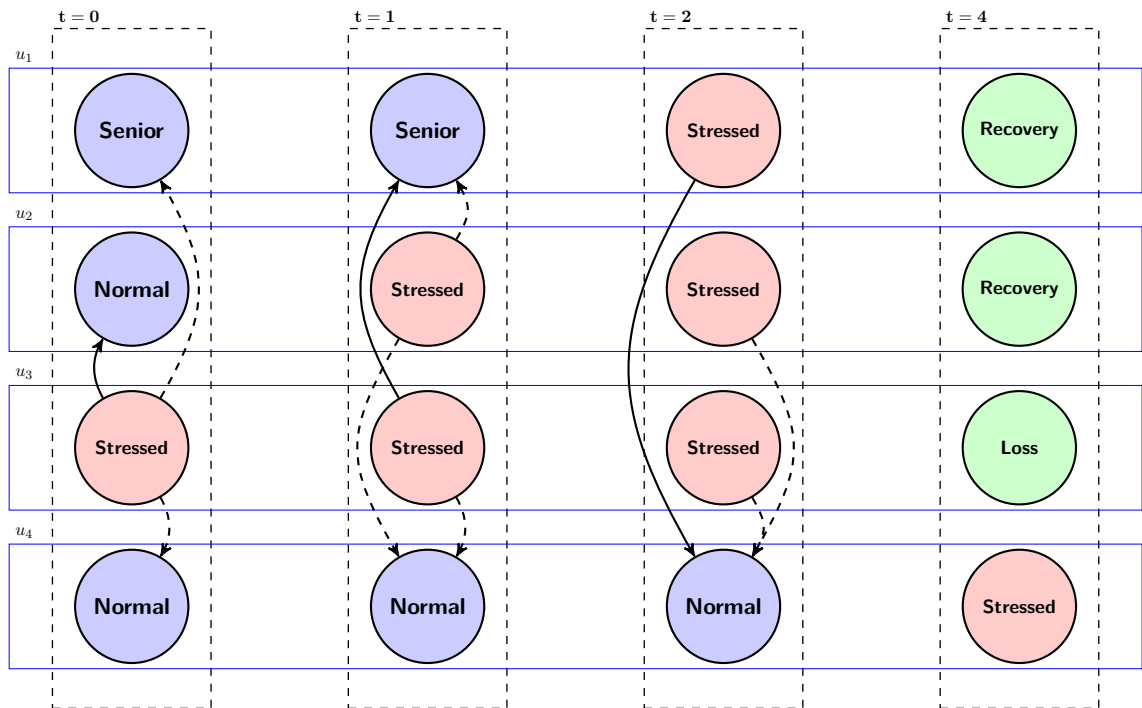 t = 0 t = 1 t = 2 t = 4
u1
Senior Senior Stressed Recovery
u2
Normal Stressed Stressed Recovery
u3
Stressed Stressed Stressed Loss
u4
Normal Normal Normal Stressed